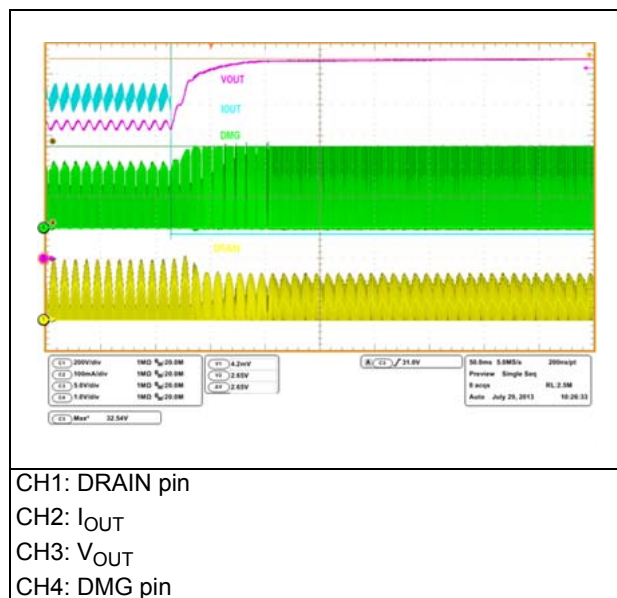 VOUT
IOUT
DMG
DRAIN
C1 200V/div 1MΩ BW:20.0M
C2 100mA/div 1MΩ BW:20.0M
C3 5.0V/div 1MΩ BW:20.0M
C4 1.0V/div 1MΩ BW:20.0M
V1 4.2mV
V2 2.65V
2.65V
A C3 31.0V
50.0ms 5.0MS/s 200ns/pt
Preview Single Seq
0 acqs RL:2.5M
Auto July 29, 2013 10:26:33
C3 Max* 32.54V
CH1: DRAIN pin
CH2: IOUT
CH3: VOUT
CH4: DMG pin